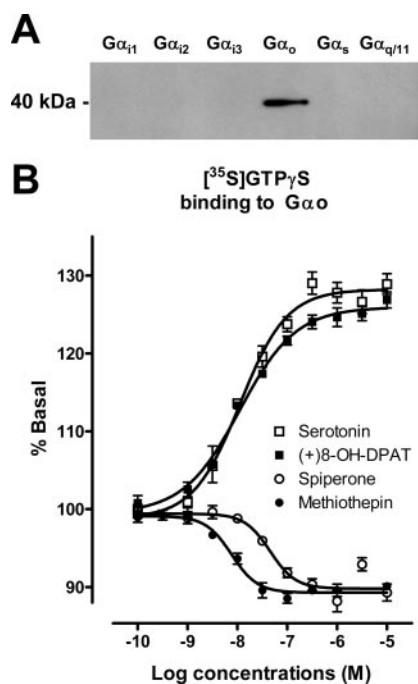 A
Gαi1 Gαi2 Gαi3 Gαo Gαs Gαq/11
40 kDa -
B
[35S]GTPγS
binding to Gαo
130
120
110
100
90
% Basal
Serotonin
(+)8-OH-DPAT
Spiperone
Methiothepin
-10 -9 -8 -7 -6 -5
Log concentrations (M)